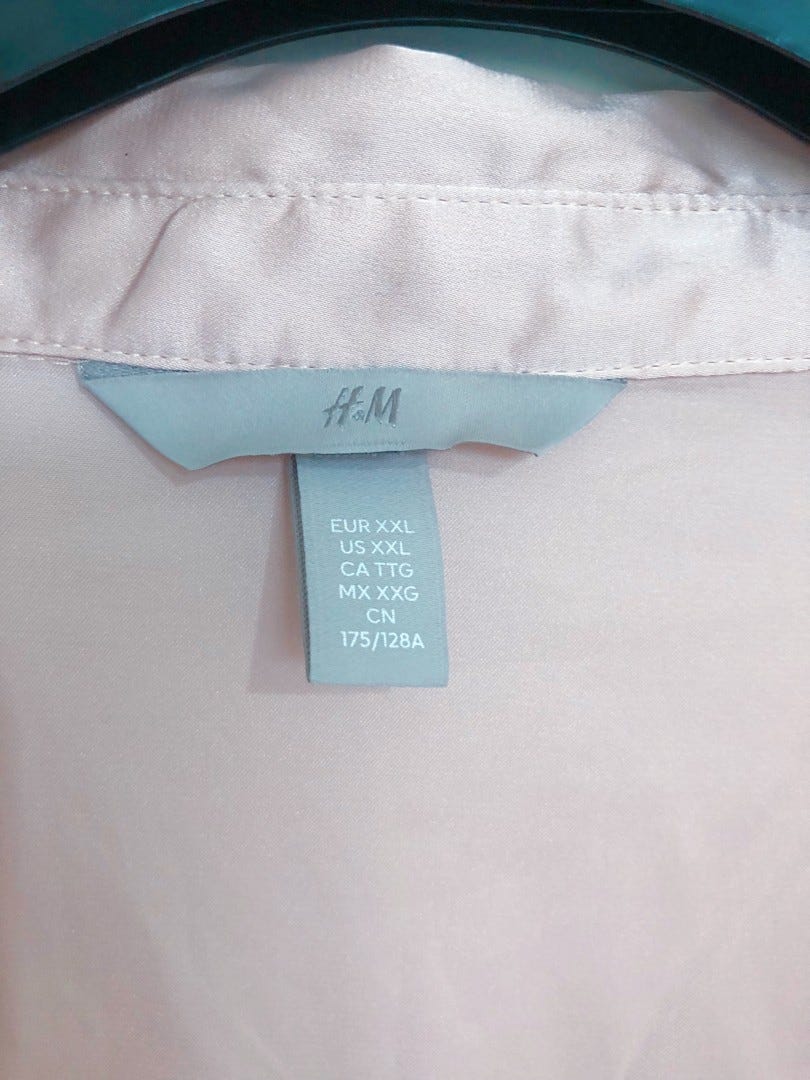 H&M
EUR XXL
US XXL
CA TTG
MX XXG
CN
175/128A